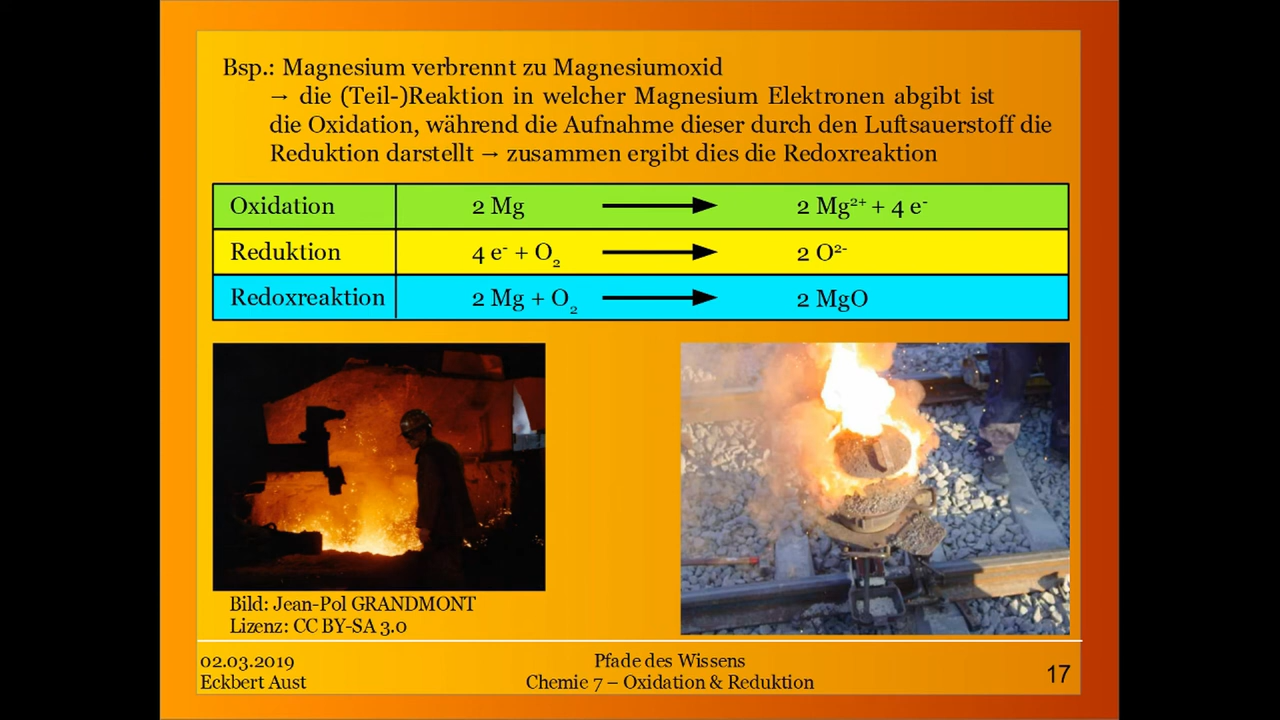 Bsp.: Magnesium verbrennt zu Magnesiumoxid
→ die (Teil-)Reaktion in welcher Magnesium Elektronen abgibt ist
die Oxidation, während die Aufnahme dieser durch den Luftsauerstoff die
Reduktion darstellt → zusammen ergibt dies die Redoxreaktion
Oxidation 2 Mg ⟶ 2 Mg²⁺ + 4 e⁻
Reduktion 4 e⁻ + O₂ ⟶ 2 O²⁻
Redoxreaktion 2 Mg + O₂ ⟶ 2 MgO
Bild: Jean-Pol GRANDMONT
Lizenz: CC BY-SA 3.0
02.03.2019 Pfade des Wissens
Eckbert Aust Chemie 7 – Oxidation & Reduktion 17